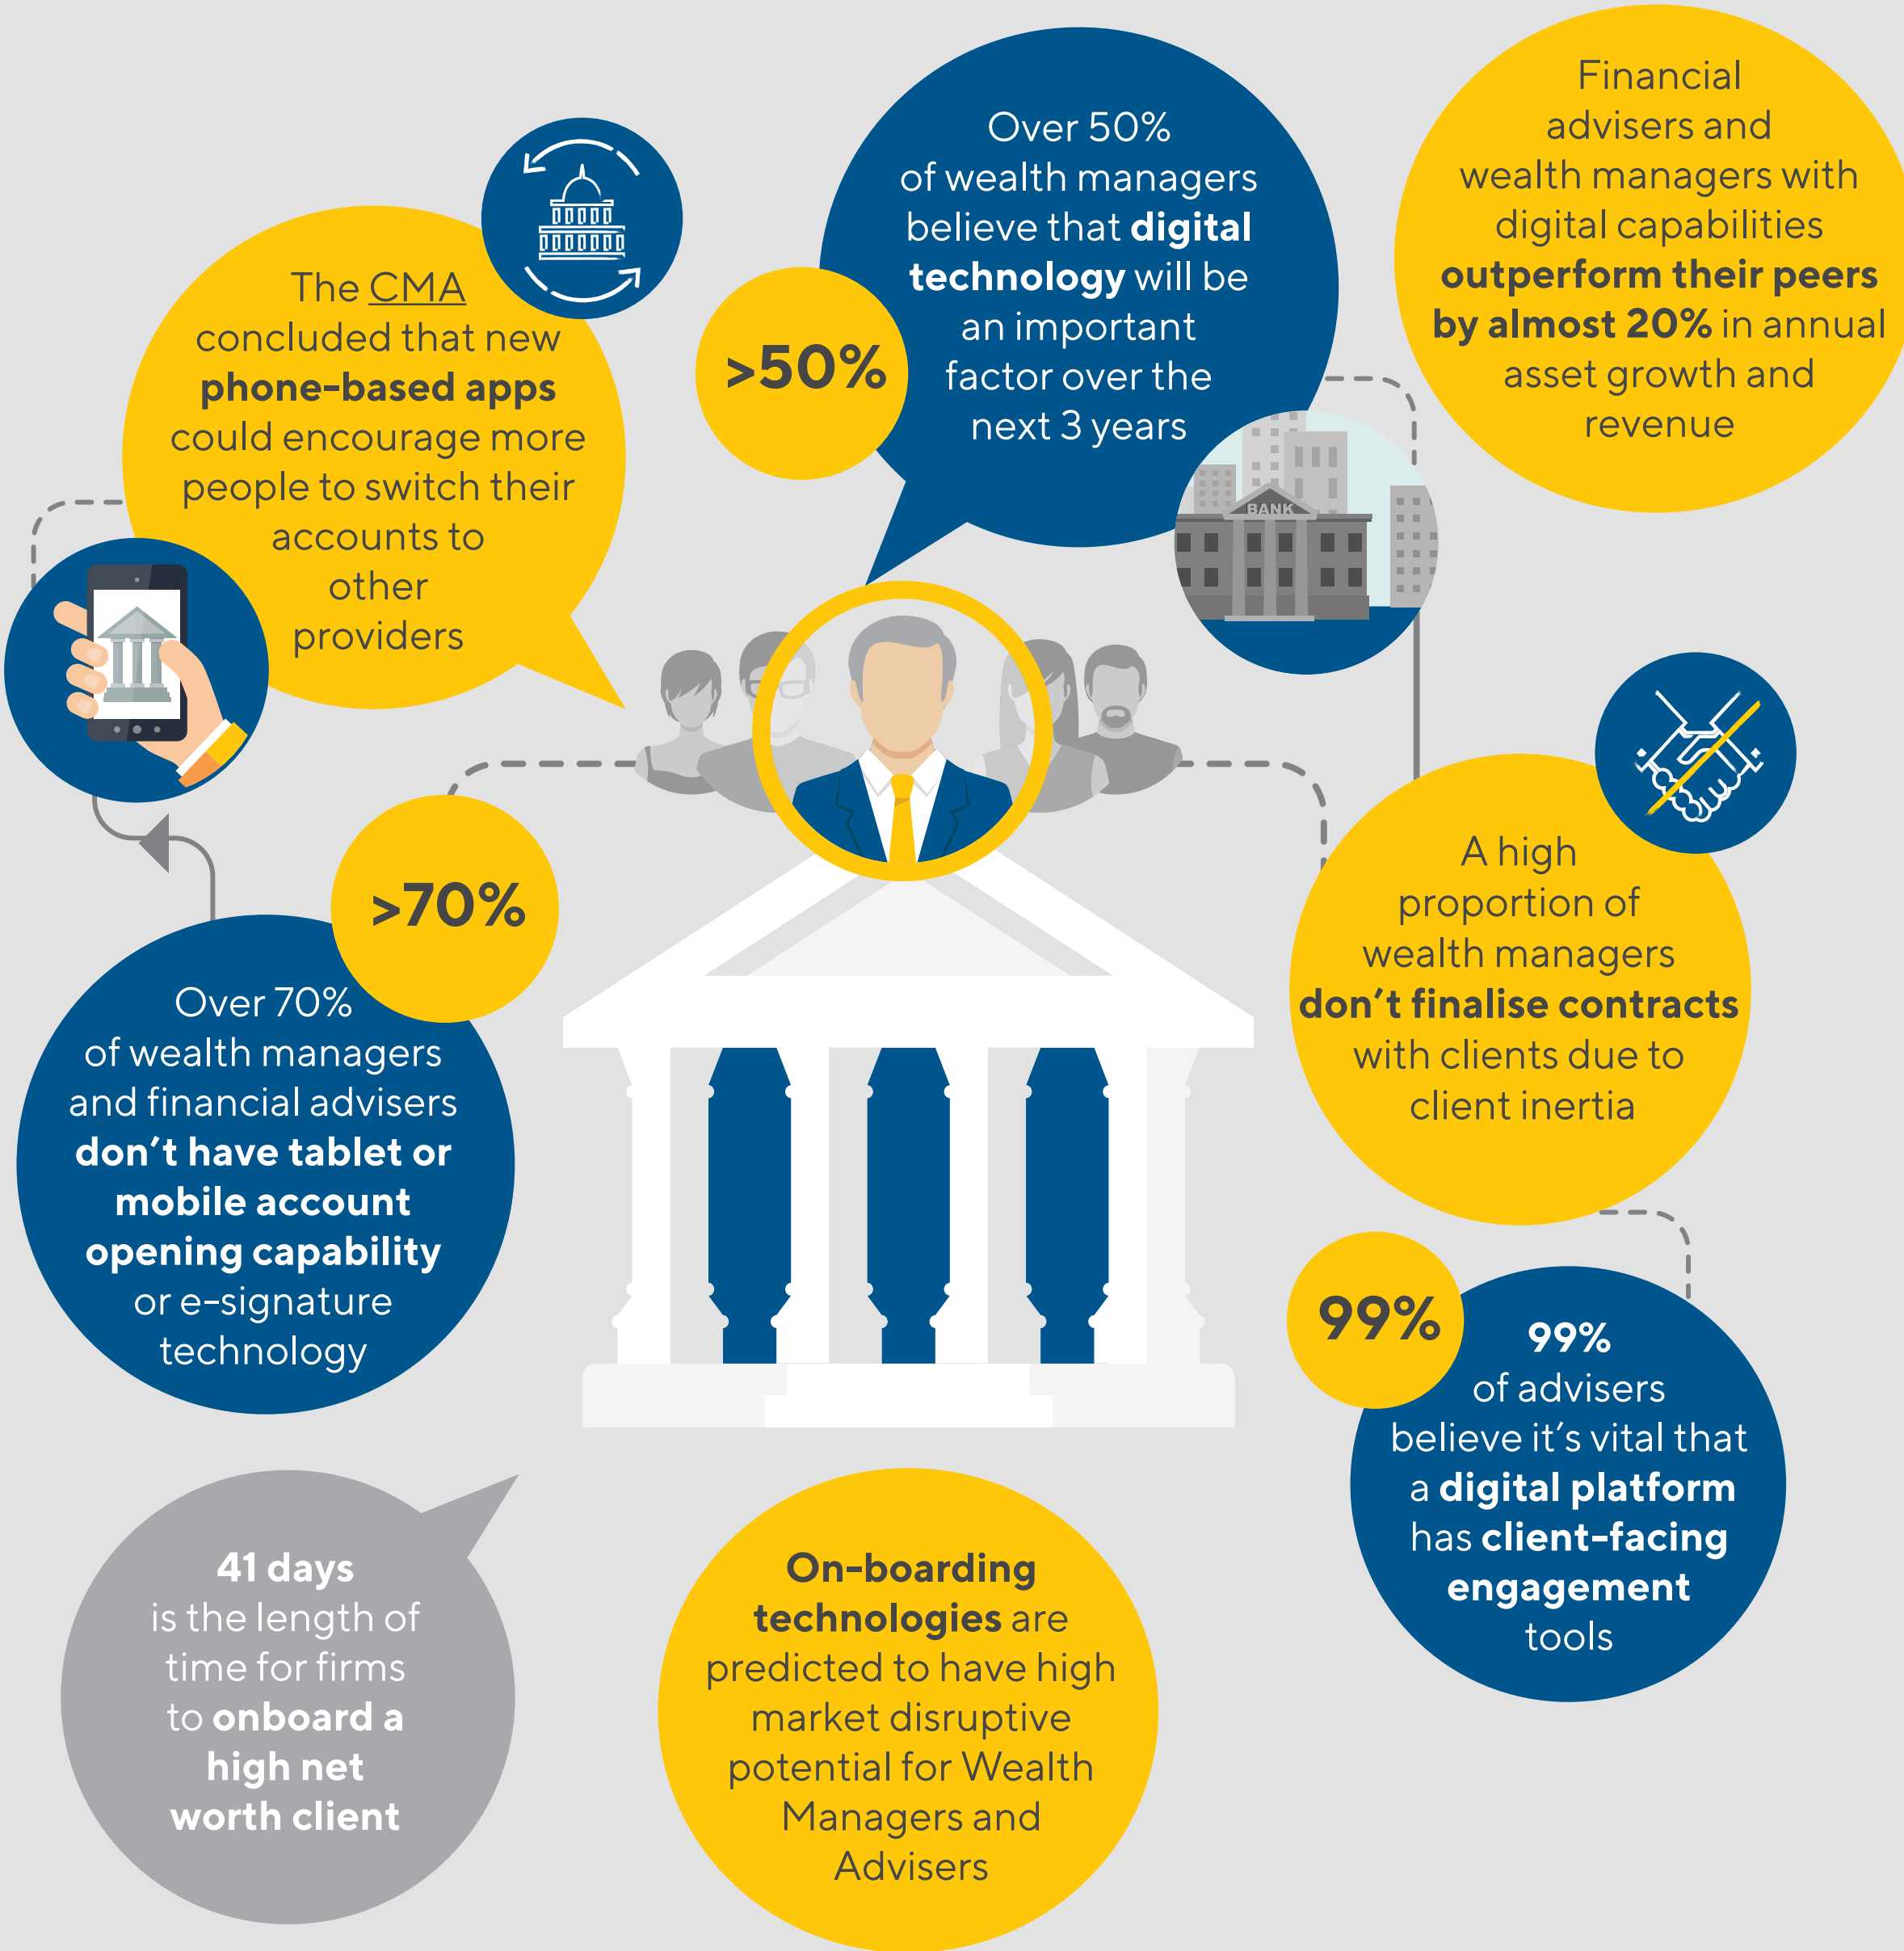 The CMA
concluded that new
phone-based apps
could encourage more
people to switch their
accounts to
other
providers
>50%
Over 50%
of wealth managers
believe that digital
technology will be
an important
factor over the
next 3 years
Financial
advisers and
wealth managers with
digital capabilities
outperform their peers
by almost 20% in annual
asset growth and
revenue
BANK
>70%
Over 70%
of wealth managers
and financial advisers
don't have tablet or
mobile account
opening capability
or e-signature
technology
A high
proportion of
wealth managers
don't finalise contracts
with clients due to
client inertia
99%
99%
of advisers
believe it's vital that
a digital platform
has client-facing
engagement
tools
41 days
is the length of
time for firms
to onboard a
high net
worth client
On-boarding
technologies are
predicted to have high
market disruptive
potential for Wealth
Managers and
Advisers